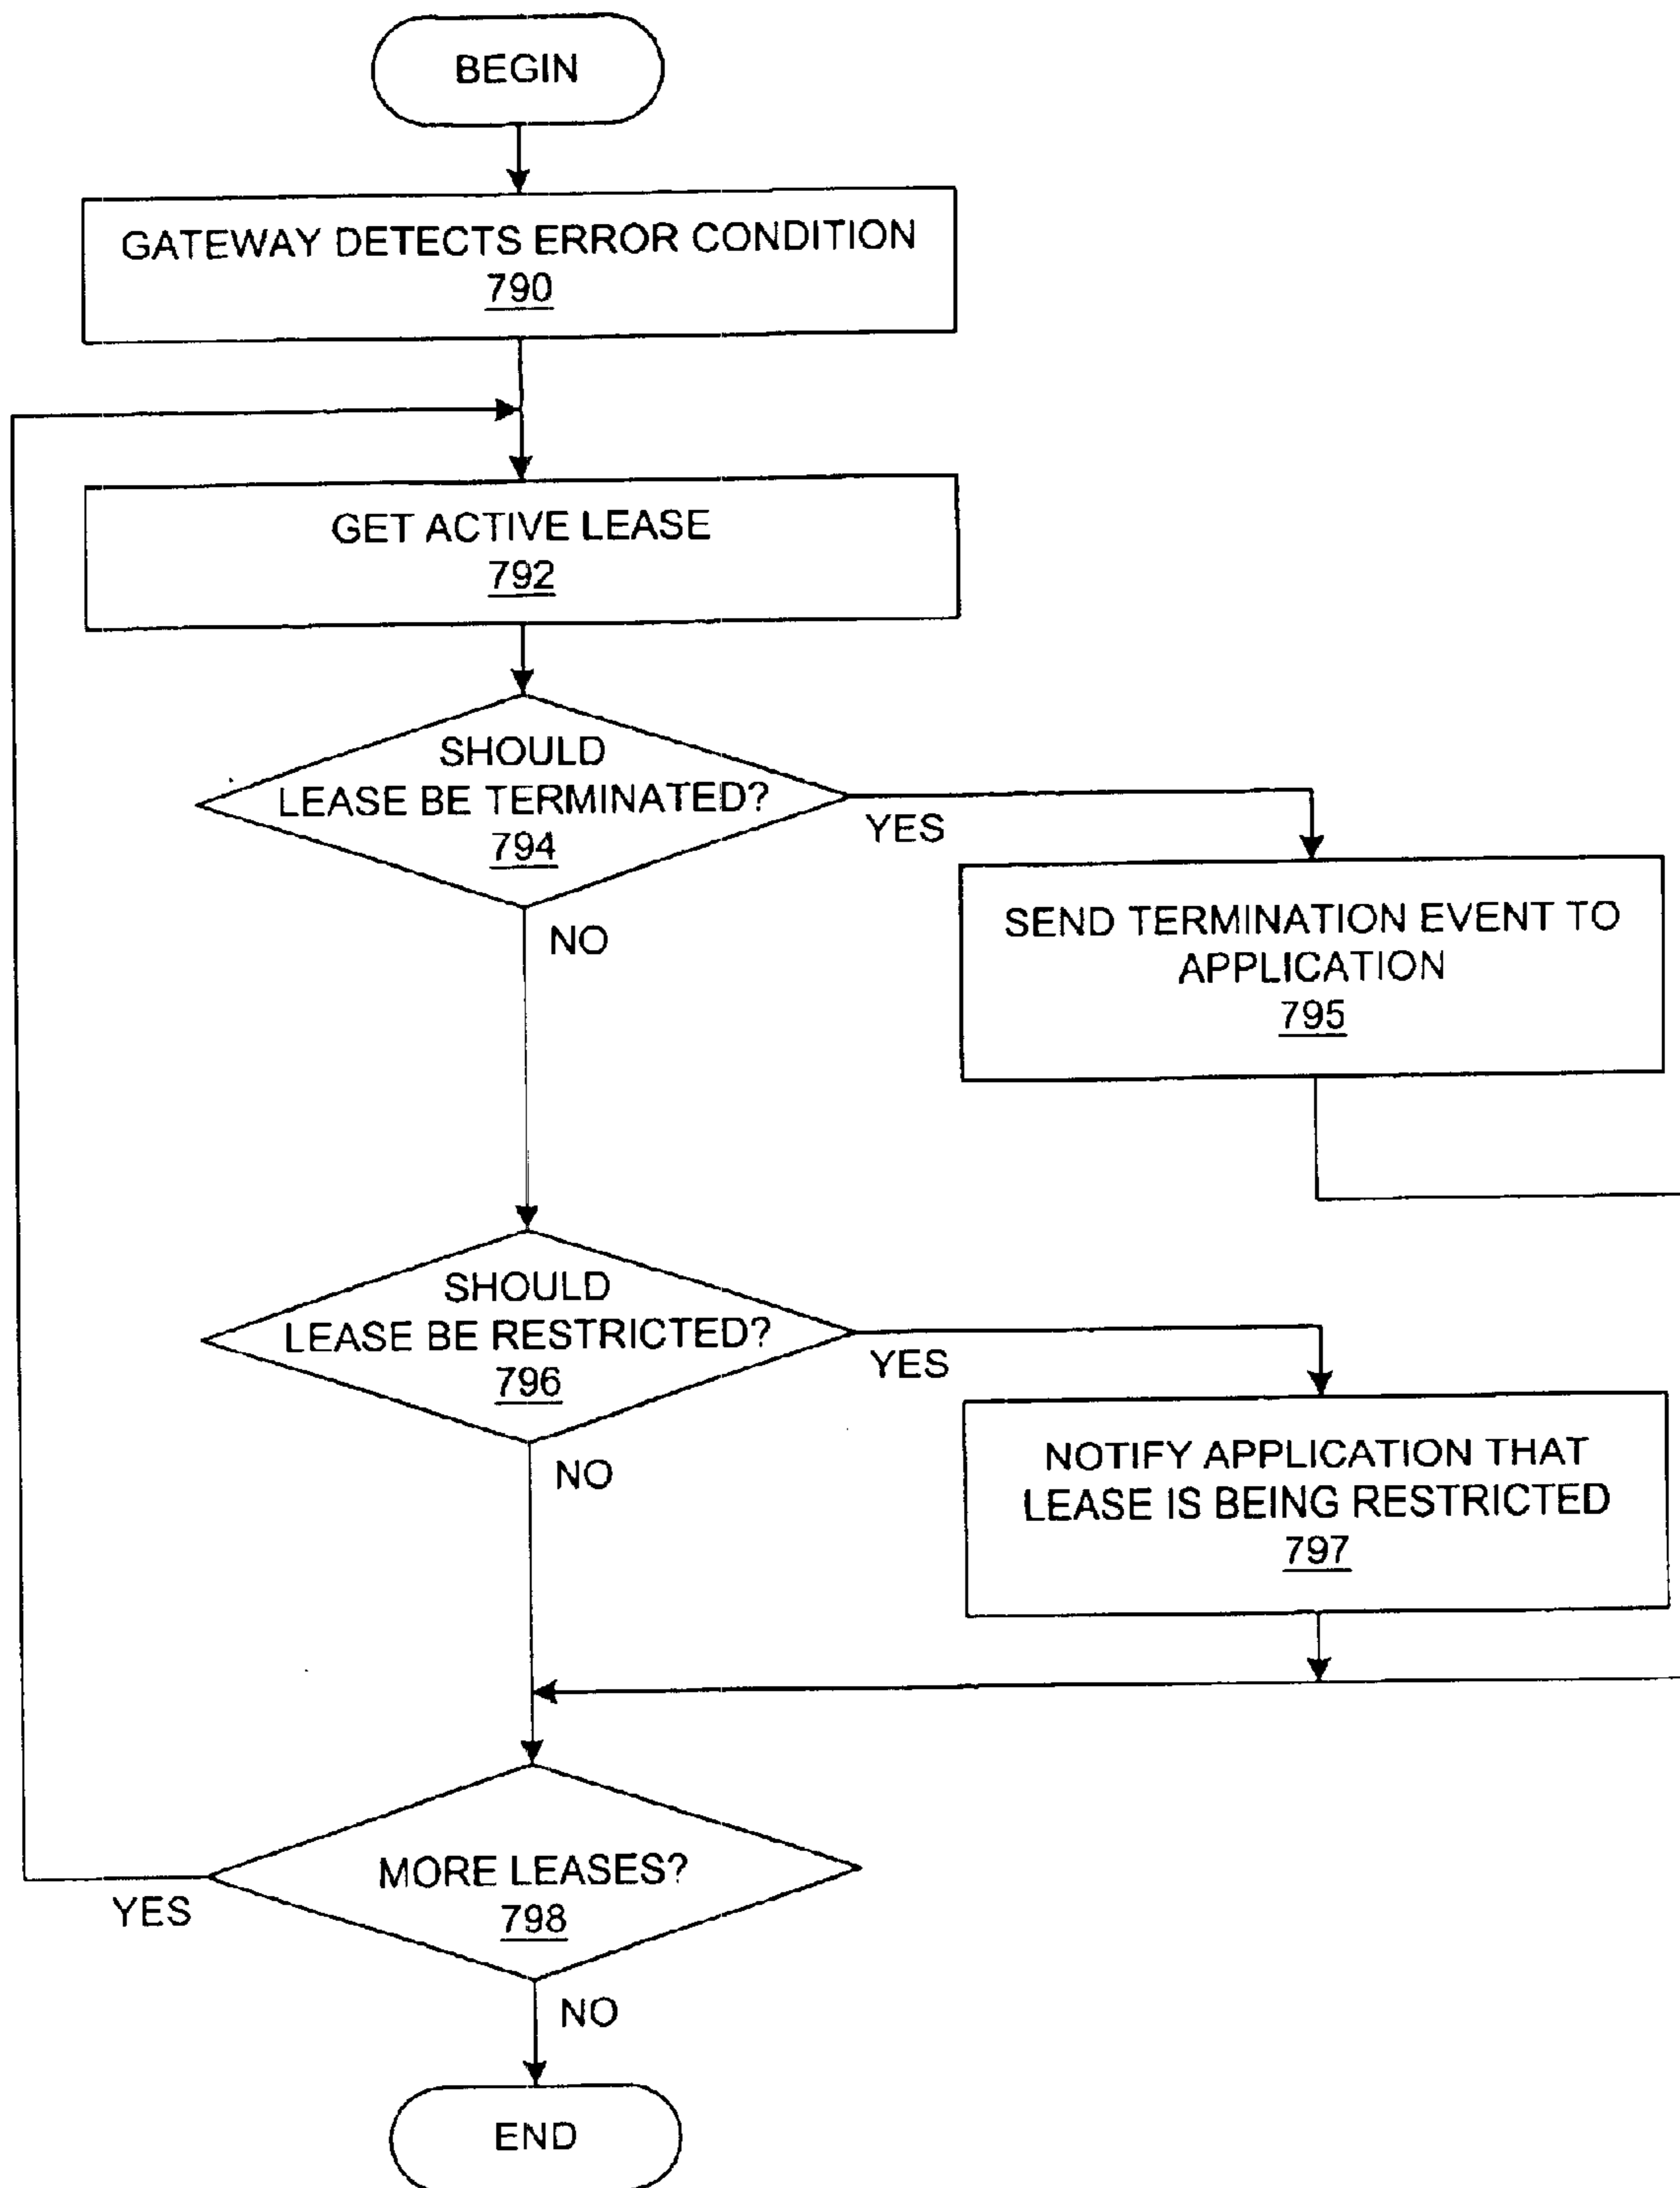 BEGIN
GATEWAY DETECTS ERROR CONDITION
790
GET ACTIVE LEASE
792
SHOULD
LEASE BE TERMINATED?
794
YES
NO
SEND TERMINATION EVENT TO
APPLICATION
795
SHOULD
LEASE BE RESTRICTED?
796
YES
NO
NOTIFY APPLICATION THAT
LEASE IS BEING RESTRICTED
797
MORE LEASES?
798
YES
NO
END